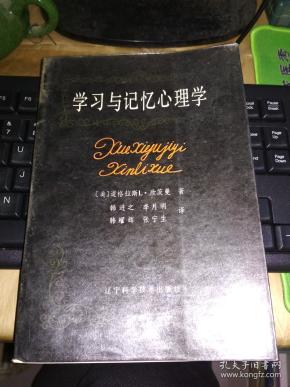 学习与记忆心理学
Xuexiyujiyi
xinlixue
〔美〕道格拉斯L·欣茨曼 著
韩进之 李月明
韩耀辉 张宁生 译
辽宁科学技术出版社
孔夫子旧书网